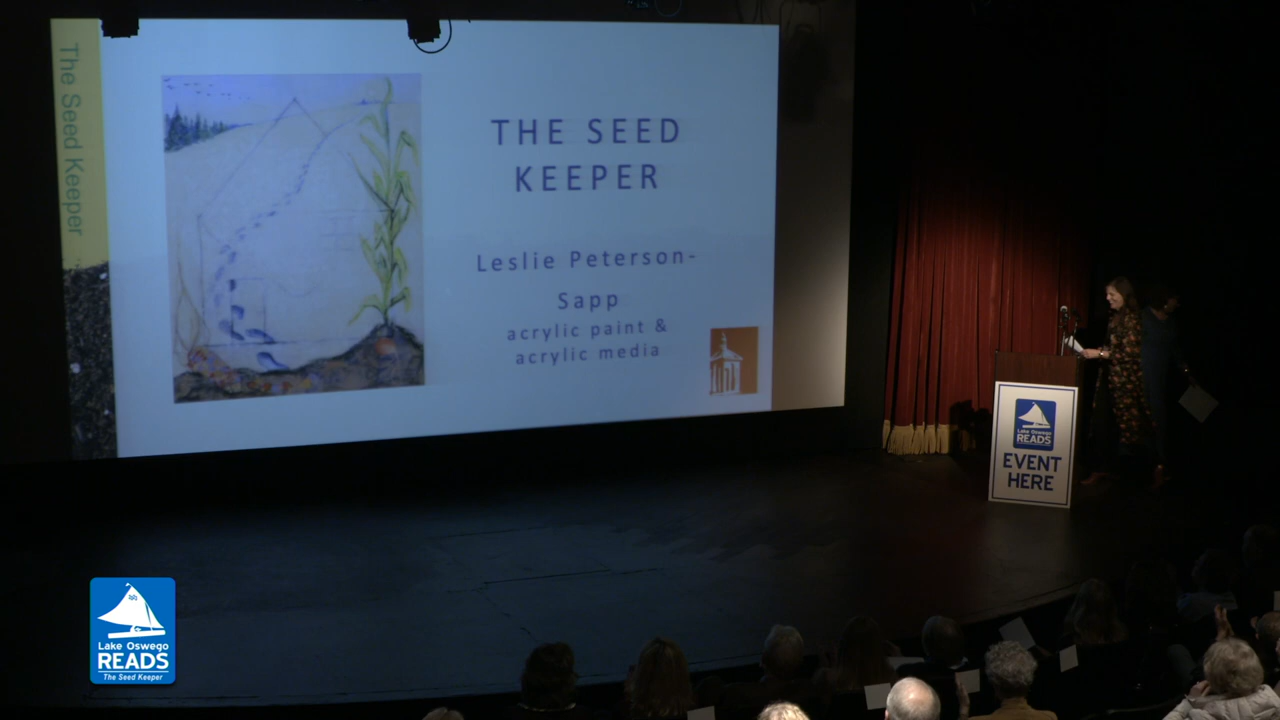 The Seed Keeper
THE SEED
KEEPER
Leslie Peterson-
Sapp
acrylic paint &
acrylic media
Lake Oswego
READS
EVENT
HERE
Lake Oswego
READS
The Seed Keeper